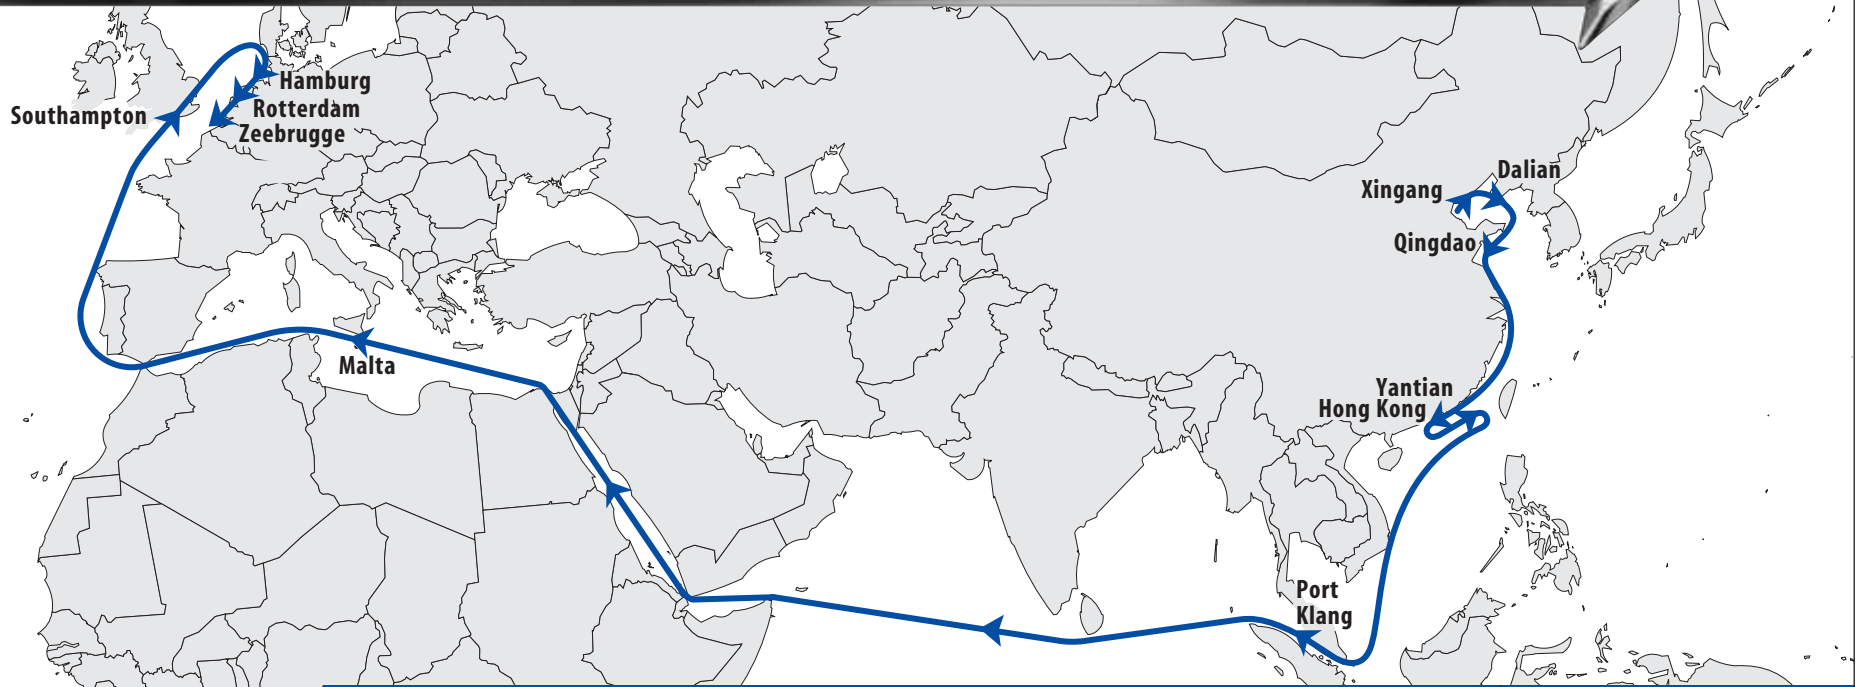 Hamburg
Rotterdam
Zeebrugge
Southampton
Malta
Dalian
Xingang
Qingdao
Yantian
Hong Kong
Port
Klang